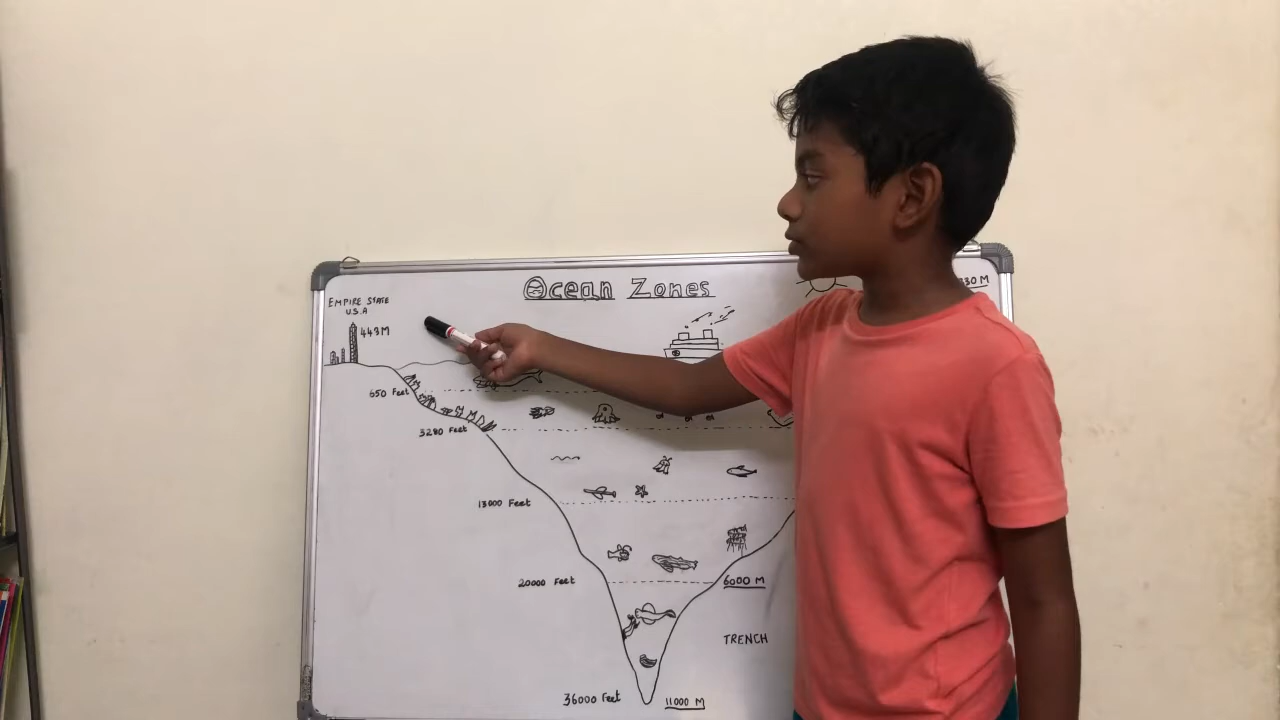 Ocean Zones
EMPIRE STATE
U.S.A
443M
650 Feet
3280 Feet
13000 Feet
20000 Feet
6000 M
TRENCH
36000 Feet
11000 M